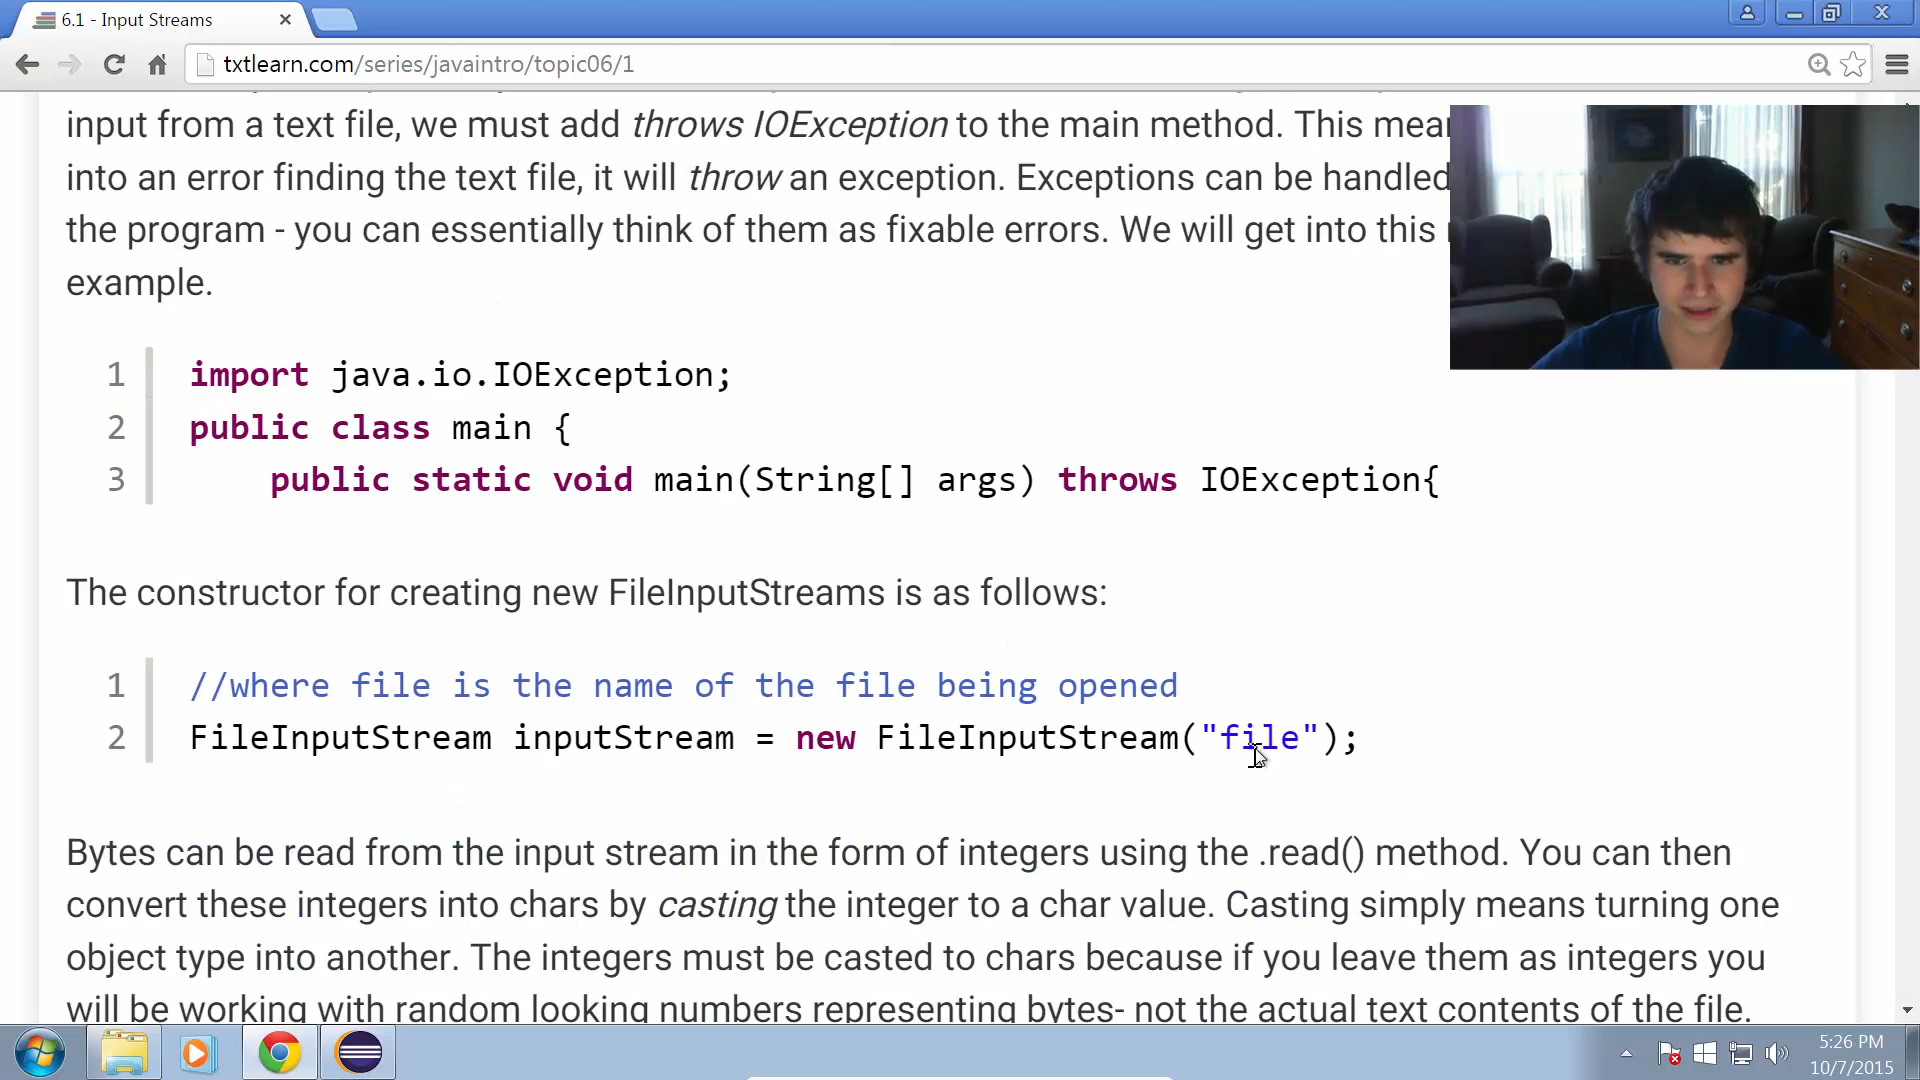 6.1 - Input Streams
txtlearn.com/series/javaintro/topic06/1
input from a text file, we must add throws IOException to the main method. This mear
into an error finding the text file, it will throw an exception. Exceptions can be handled
the program - you can essentially think of them as fixable errors. We will get into this
example.
1 import java.io.IOException;
2 public class main {
3 public static void main(String[] args) throws IOException{
The constructor for creating new FileInputStreams is as follows:
1 //where file is the name of the file being opened
2 FileInputStream inputStream = new FileInputStream("file");
Bytes can be read from the input stream in the form of integers using the .read() method. You can then
convert these integers into chars by casting the integer to a char value. Casting simply means turning one
object type into another. The integers must be casted to chars because if you leave them as integers you
will be working with random looking numbers representing bytes- not the actual text contents of the file.
5:26 PM
10/7/2015